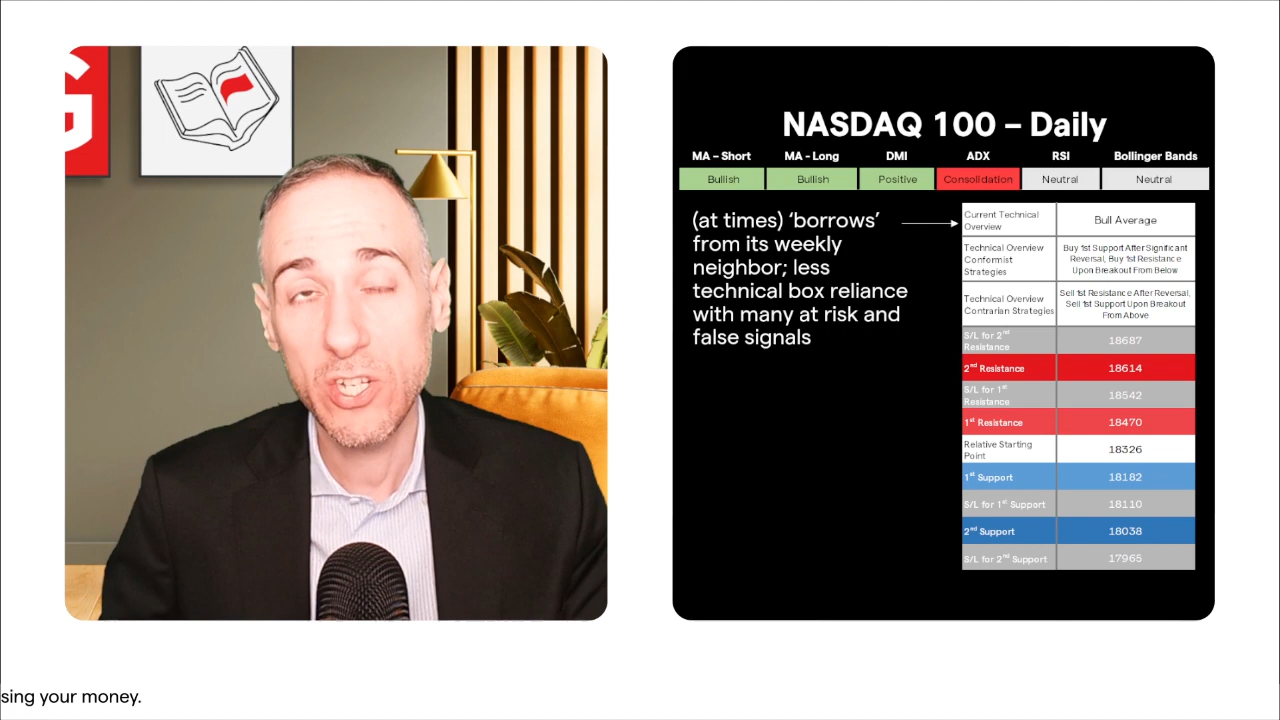 G
NASDAQ 100 – Daily
MA – Short MA - Long DMI ADX RSI Bollinger Bands
Bullish Bullish Positive Consolidation Neutral Neutral
(at times) ‘borrows’
from its weekly
neighbor; less
technical box reliance
with many at risk and
false signals
Current Technical
Overview
Bull Average
Technical Overview
Conformist
Strategies
Buy 1st Support After Significant
Reversal, Buy 1st Resistance
Upon Breakout From Below
Technical Overview
Contrarian Strategies
Sell 1st Resistance After Reversal,
Sell 1st Support Upon Breakout
From Above
S/L for 2nd
Resistance
18687
2nd Resistance 18614
S/L for 1st
Resistance
18542
1st Resistance 18470
Relative Starting
Point
18326
1st Support 18182
S/L for 1st Support 18110
2nd Support 18038
S/L for 2nd Support 17965
sing your money.